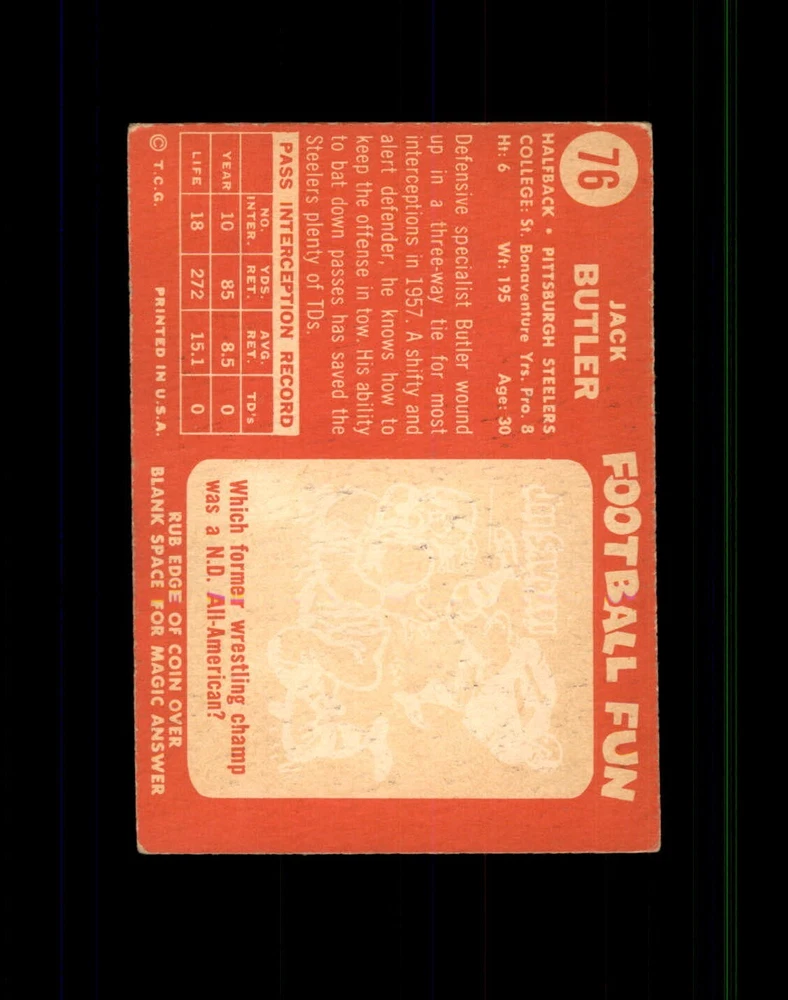 76
JACK
BUTLER
HALFBACK • PITTSBURGH STEELERS
COLLEGE: St. Bonaventure Yrs. Pro. 8
Ht: 6 Wt: 195 Age: 30
Defensive specialist Butler wound
up in a three-way tie for most
interceptions in 1957. A shifty and
alert defender, he knows how to
keep the offense in tow. His ability
to bat down passes has saved the
Steelers plenty of TDs.
PASS INTERCEPTION RECORD
NO. INTER. YDS. RET. AVG. RET. TD's
YEAR 10 85 8.5 0
LIFE 18 272 15.1 0
© T.C.G. PRINTED IN U.S.A.
FOOTBALL FUN
Which former wrestling champ
was a N.D. All-American?
RUB EDGE OF COIN OVER
BLANK SPACE FOR MAGIC ANSWER